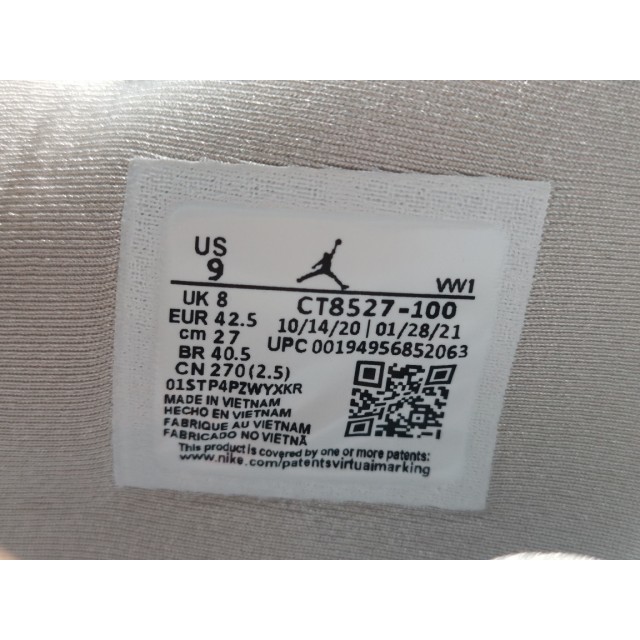 US
9
VW1
UK 8
EUR 42.5
cm 27
BR 40.5
CN 270(2.5)
01STP4PZWYXKR
CT8527-100
10/14/20 | 01/28/21
UPC 00194956852063
MADE IN VIETNAM
HECHO EN VIETNAM
FABRIQUE AU VIETNAM
FABRICADO NO VIETNÃ
This product is covered by one or more patents:
www.nike.com/patentsvirtualmarking